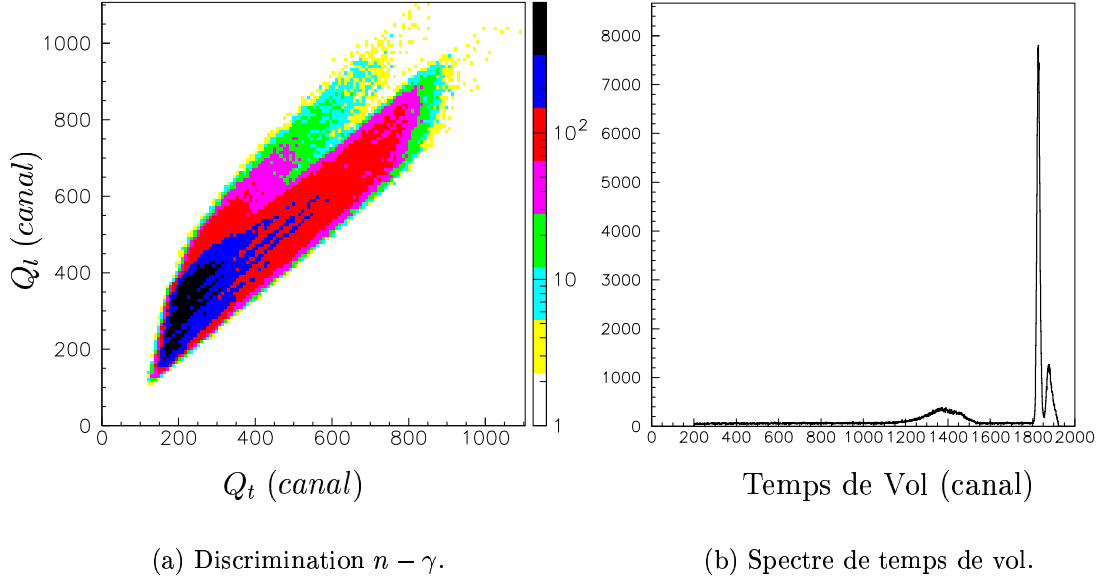 1000
800
600
400
200
0
0 200 400 600 800 1000
10²
10
1
Q_l (canal)
Q_t (canal)
8000
7000
6000
5000
4000
3000
2000
1000
0
0 200 400 600 800 1000 1200 1400 1600 1800 2000
Temps de Vol (canal)
(a) Discrimination n − γ.
(b) Spectre de temps de vol.